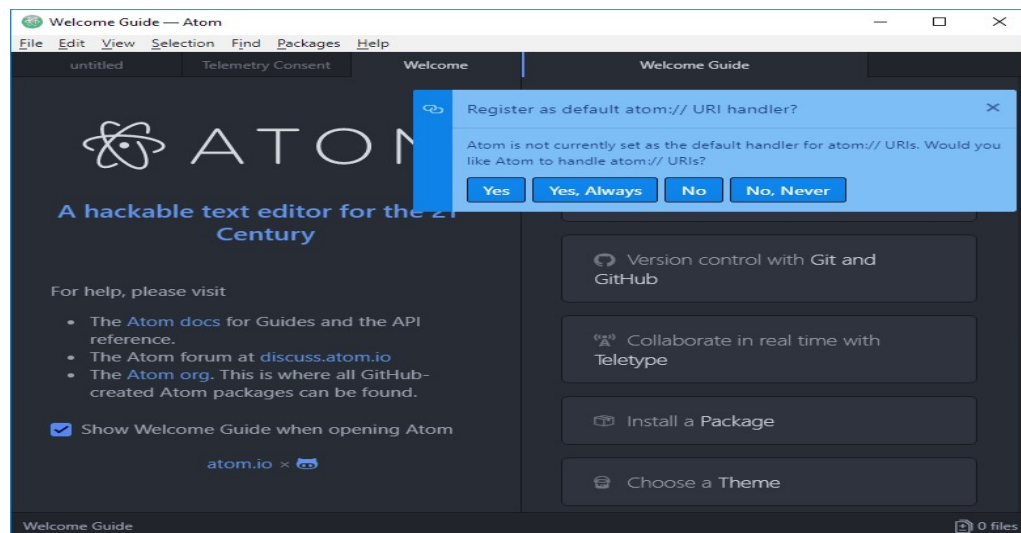 Welcome Guide — Atom
File Edit View Selection Find Packages Help
untitled Telemetry Consent Welcome Welcome Guide
Register as default atom:// URI handler?
Atom is not currently set as the default handler for atom:// URIs. Would you
like Atom to handle atom:// URIs?
Yes Yes, Always No No, Never
ATOM
A hackable text editor for the 21
Century
For help, please visit
• The Atom docs for Guides and the API
reference.
• The Atom forum at discuss.atom.io
• The Atom org. This is where all GitHub-
created Atom packages can be found.
Show Welcome Guide when opening Atom
atom.io ×
Version control with Git and
GitHub
Collaborate in real time with
Teletype
Install a Package
Choose a Theme
Welcome Guide
0 files